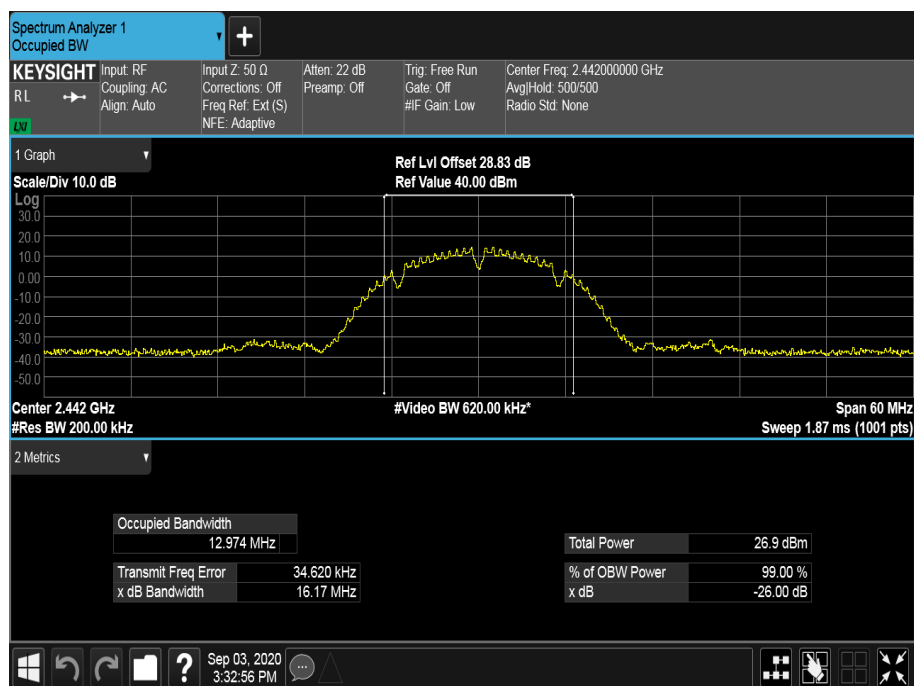 Spectrum Analyzer 1
Occupied BW
+
KEYSIGHT Input: RF Input Z: 50 Ω Atten: 22 dB Trig: Free Run Center Freq: 2.442000000 GHz
RL Coupling: AC Corrections: Off Preamp: Off Gate: Off Avg|Hold: 500/500
Align: Auto Freq Ref: Ext (S) #IF Gain: Low Radio Std: None
LXI NFE: Adaptive
1 Graph Ref Lvl Offset 28.83 dB
Scale/Div 10.0 dB Ref Value 40.00 dBm
Log
30.0
20.0
10.0
0.00
-10.0
-20.0
-30.0
-40.0
-50.0
Center 2.442 GHz #Video BW 620.00 kHz* Span 60 MHz
#Res BW 200.00 kHz Sweep 1.87 ms (1001 pts)
2 Metrics
Occupied Bandwidth
12.974 MHz Total Power 26.9 dBm
Transmit Freq Error 34.620 kHz % of OBW Power 99.00 %
x dB Bandwidth 16.17 MHz x dB -26.00 dB
? Sep 03, 2020
3:32:56 PM